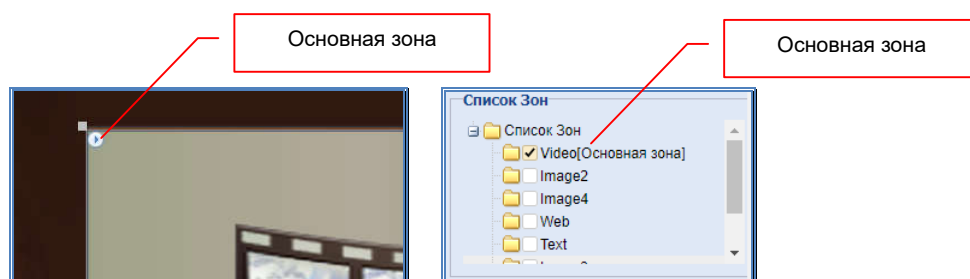 Основная зона
Основная зона
Список Зон
Список Зон
Video[Основная зона]
Image2
Image4
Web
Text